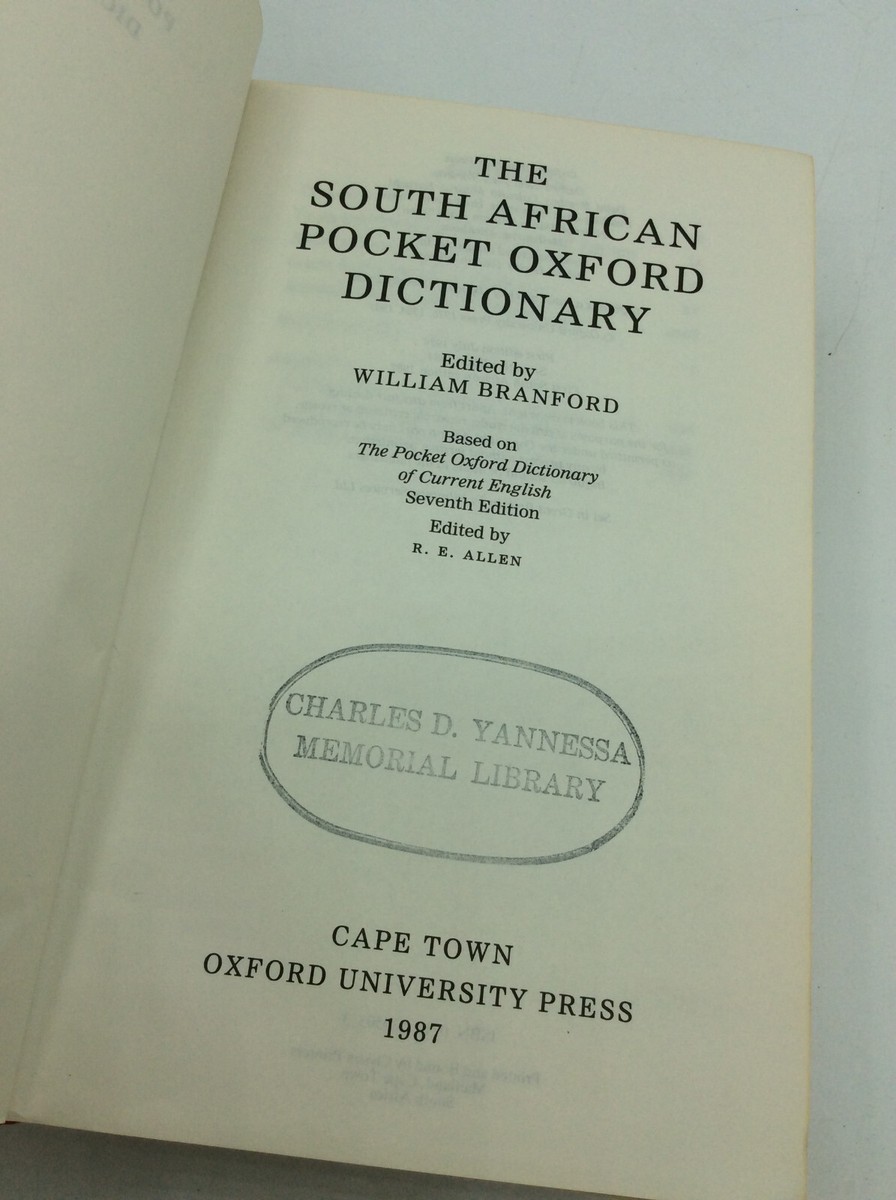 THE
SOUTH AFRICAN
POCKET OXFORD
DICTIONARY
Edited by
WILLIAM BRANFORD
Based on
The Pocket Oxford Dictionary
of Current English
Seventh Edition
Edited by
R. E. ALLEN
CHARLES D. YANNESSA
MEMORIAL LIBRARY
CAPE TOWN
OXFORD UNIVERSITY PRESS
1987